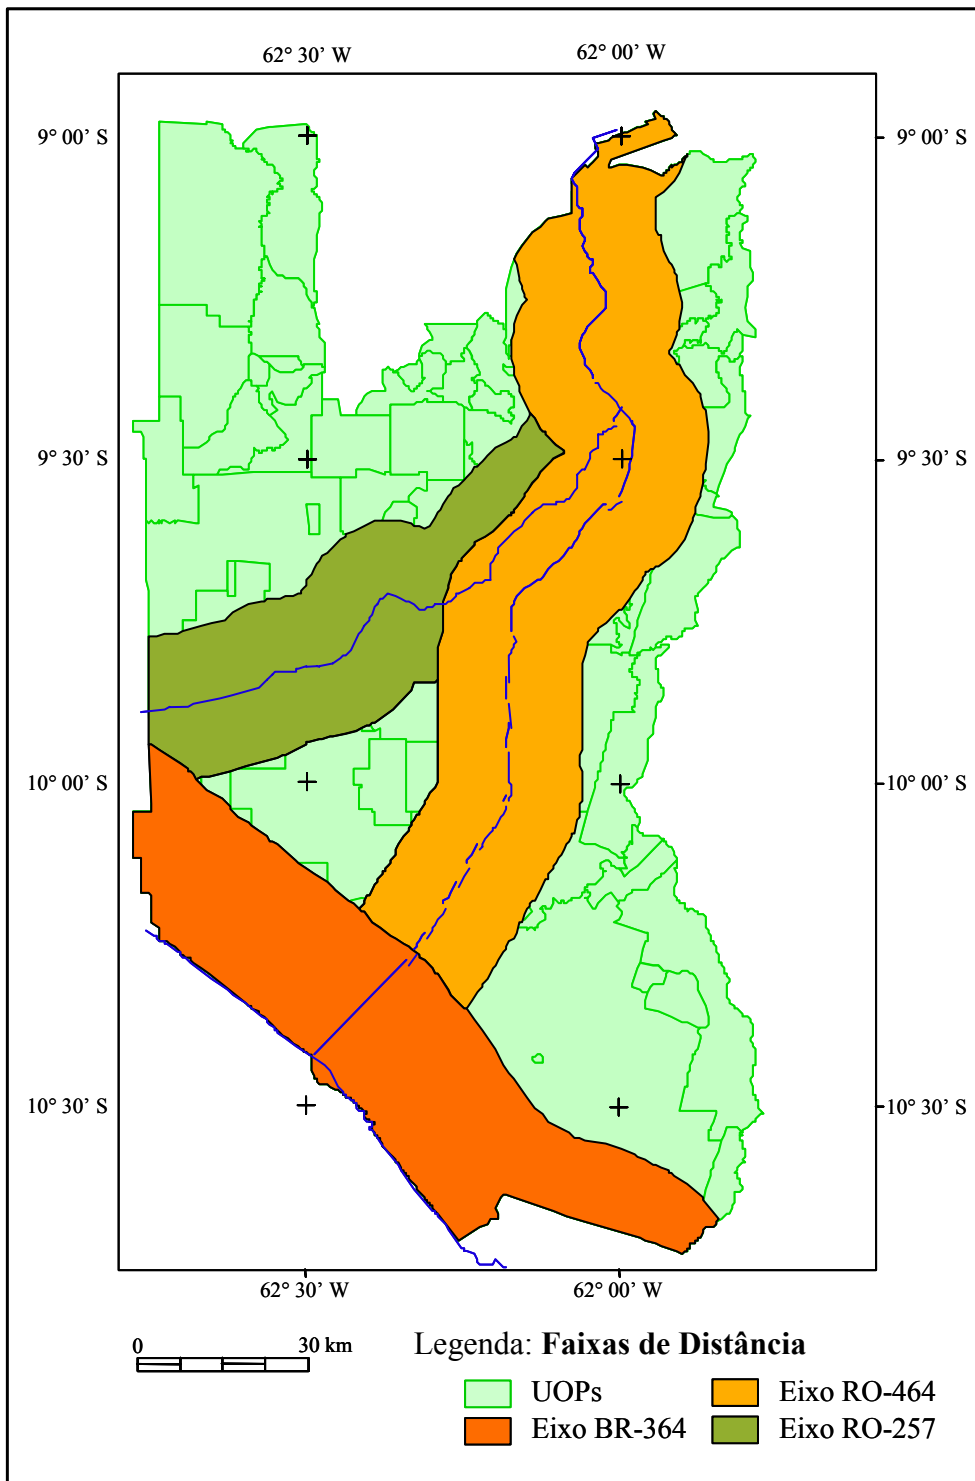 62° 30’ W 62° 00’ W
9° 00’ S 9° 00’ S
9° 30’ S 9° 30’ S
10° 00’ S 10° 00’ S
10° 30’ S 10° 30’ S
62° 30’ W 62° 00’ W
0 30 km
Legenda: Faixas de Distância
UOPs Eixo RO-464
Eixo BR-364 Eixo RO-257